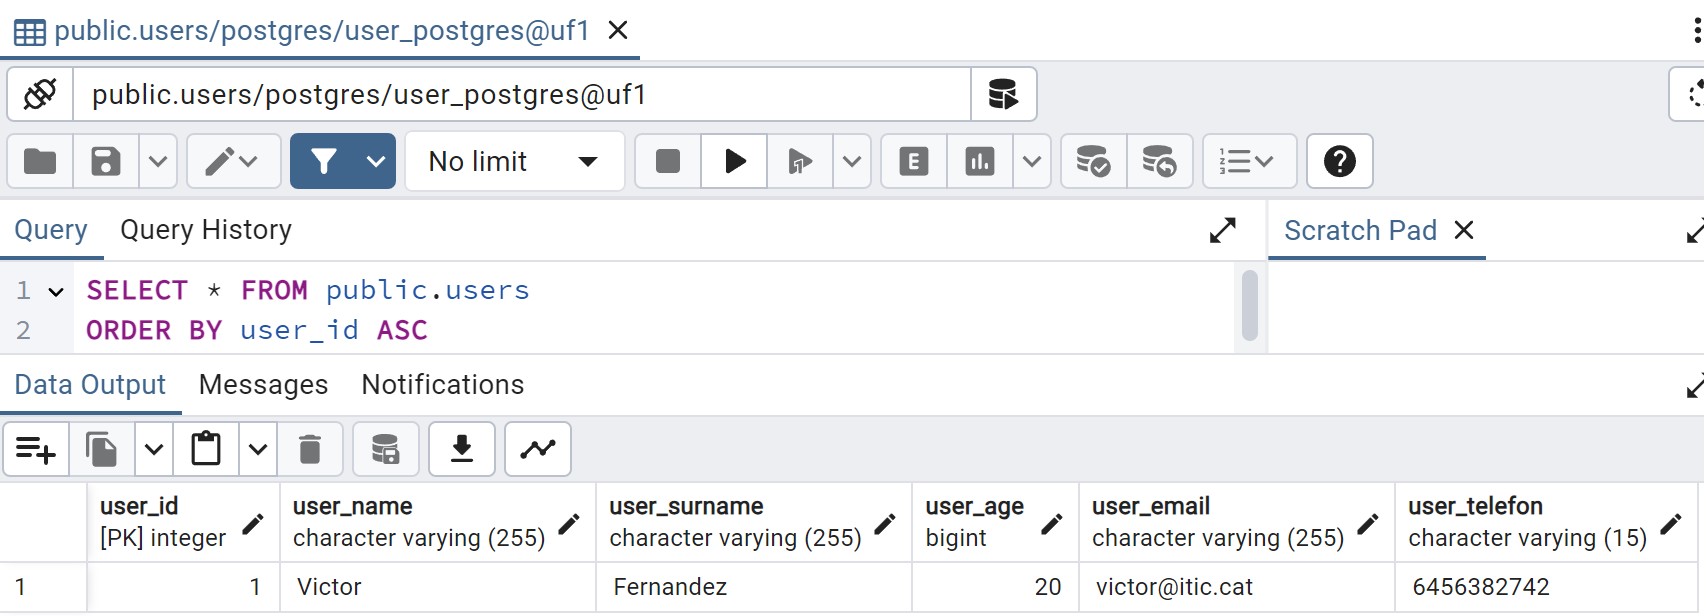 public.users/postgres/user_postgres@uf1
public.users/postgres/user_postgres@uf1
No limit
E
1
Query
Query History
Scratch Pad
1 SELECT * FROM public.users
2 ORDER BY user_id ASC
Data Output
Messages
Notifications
user_id
[PK] integer
user_name
character varying (255)
user_surname
character varying (255)
user_age
bigint
user_email
character varying (255)
user_telefon
character varying (15)
1 1 Victor Fernandez 20 victor@itic.cat 6456382742